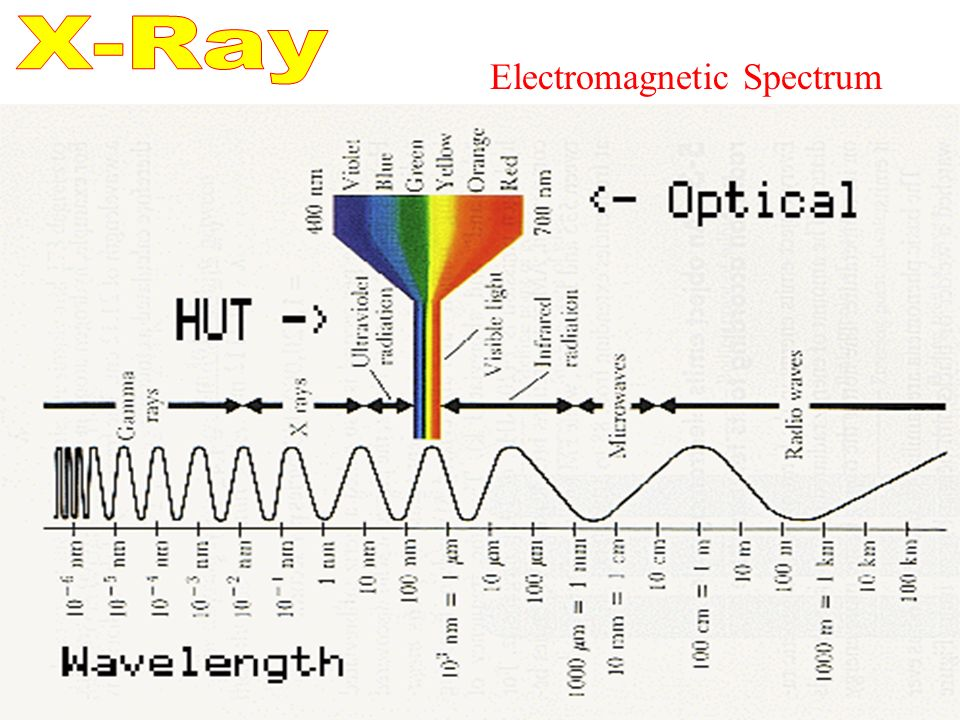 X-Ray
Electromagnetic Spectrum
400 nm
Violet
Blue
Green
Yellow
Orange
Red
700 nm
<- Optical
HUT ->
Ultraviolet
radiation
Visible light
Infrared
radiation
Gamma
rays
X rays
Microwaves
Radio waves
10⁻⁶ nm
10⁻⁵ nm
10⁻⁴ nm
10⁻³ nm
10⁻² nm
10⁻¹ nm
1 nm
10 nm
100 nm
10³ nm = 1 μm
10 μm
100 μm
1000 μm = 1 mm
10 mm = 1 cm
10 cm
100 cm = 1 m
10 m
100 m
1000 m = 1 km
10 km
100 km
Wavelength